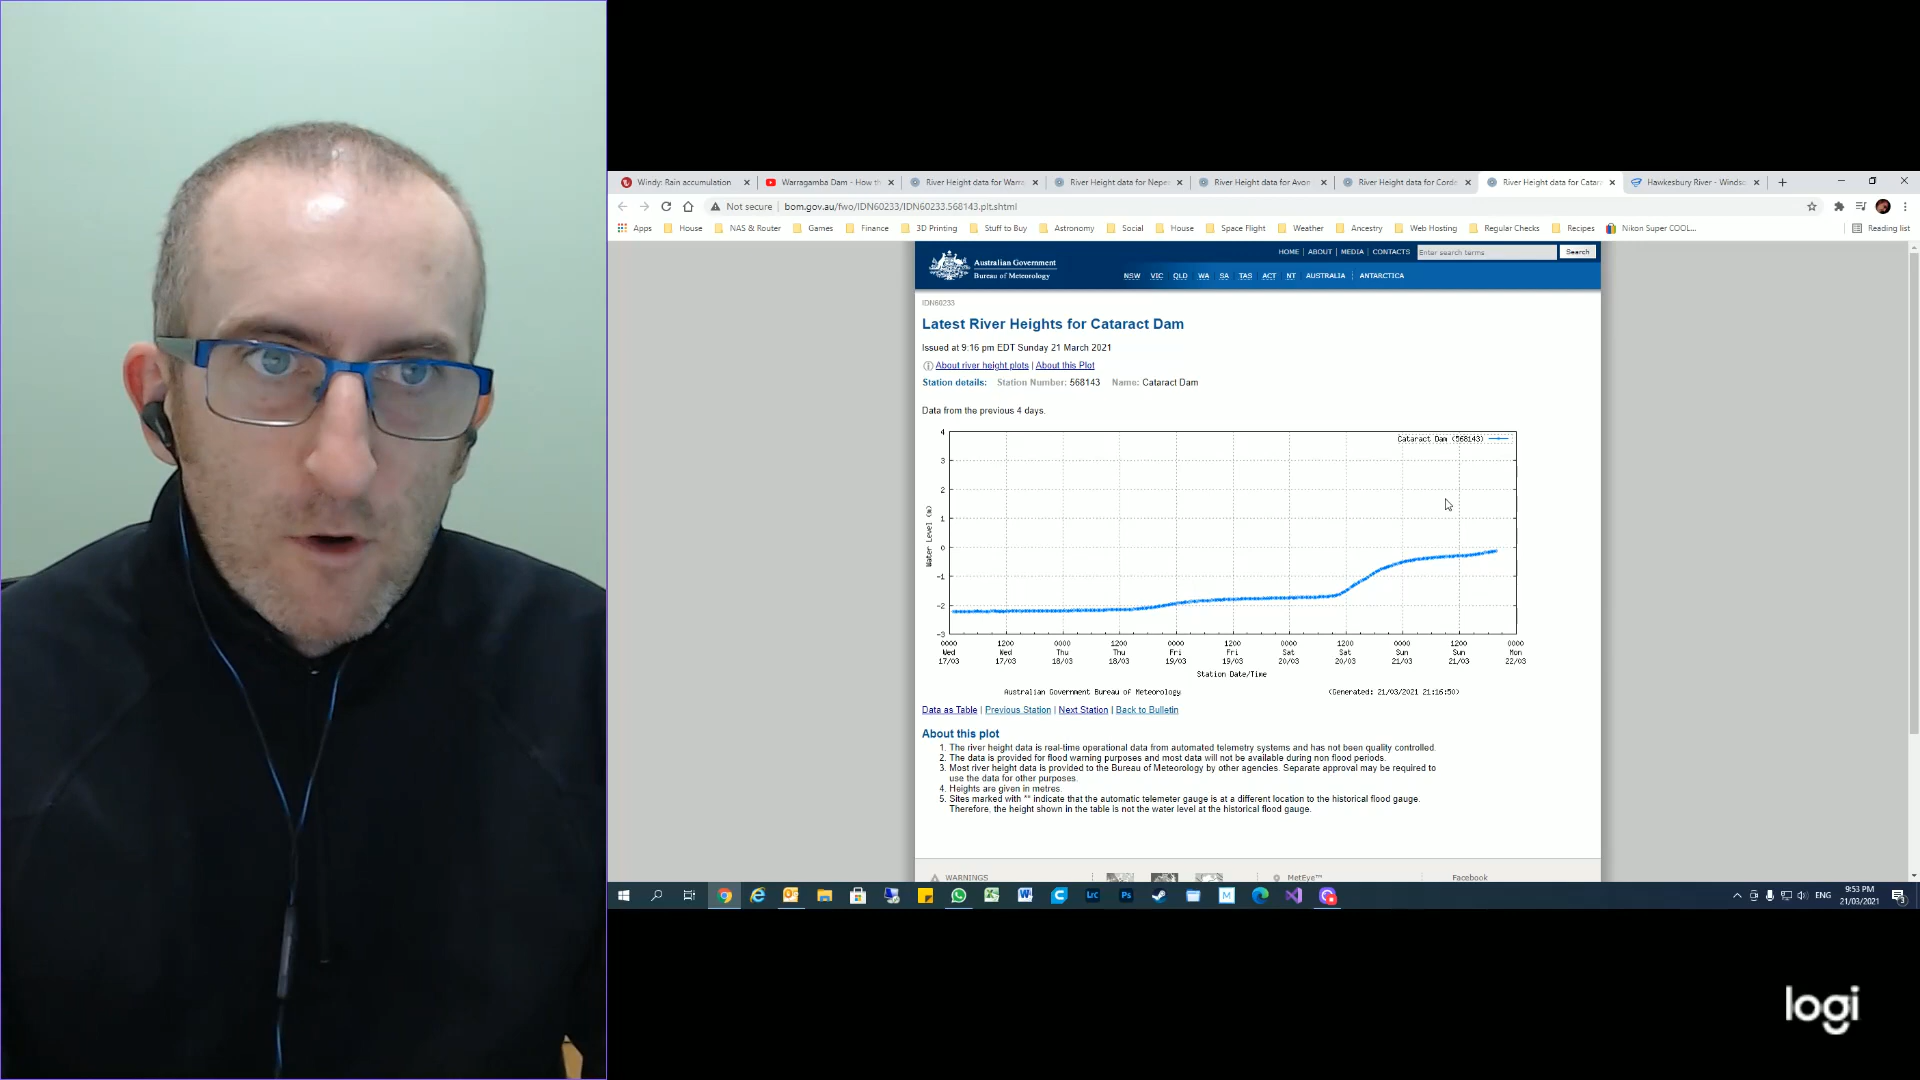 Windy: Rain accumulation
Warragamba Dam - How th
River Height data for Warra
River Height data for Nepe
River Height data for Avon
River Height data for Corde
River Height data for Catar
Hawkesbury River - Windso
Not secure | bom.gov.au/fwo/IDN60233/IDN60233.568143.plt.shtml
Apps House NAS & Router Games Finance 3D Printing Stuff to Buy Astronomy Social House Space Flight Weather Ancestry Web Hosting Regular Checks Recipes Nikon Super COOL... Reading list
HOME | ABOUT | MEDIA | CONTACTS Enter search terms Search
Australian Government
Bureau of Meteorology
NSW VIC QLD WA SA TAS ACT NT AUSTRALIA ANTARCTICA
IDN60233
Latest River Heights for Cataract Dam
Issued at 9:16 pm EDT Sunday 21 March 2021
About river height plots | About this Plot
Station details: Station Number: 568143 Name: Cataract Dam
Data from the previous 4 days.
Cataract Dam (568143)
Water Level (m)
4
3
2
1
0
-1
-2
-3
0000 1200 0000 1200 0000 1200 0000 1200 0000 1200 0000
Wed Wed Thu Thu Fri Fri Sat Sat Sun Sun Mon
17/03 17/03 18/03 18/03 19/03 19/03 20/03 20/03 21/03 21/03 22/03
Station Date/Time
Australian Government Bureau of Meteorology (Generated: 21/03/2021 21:16:50)
Data as Table | Previous Station | Next Station | Back to Bulletin
About this plot
1. The river height data is real-time operational data from automated telemetry systems and has not been quality controlled.
2. The data is provided for flood warning purposes and most data will not be available during non flood periods.
3. Most river height data is provided to the Bureau of Meteorology by other agencies. Separate approval may be required to
use the data for other purposes.
4. Heights are given in metres.
5. Sites marked with ** indicate that the automatic telemeter gauge is at a different location to the historical flood gauge.
Therefore, the height shown in the table is not the water level at the historical flood gauge.
WARNINGS MetEye™ Facebook
ENG
9:53 PM
21/03/2021
logi